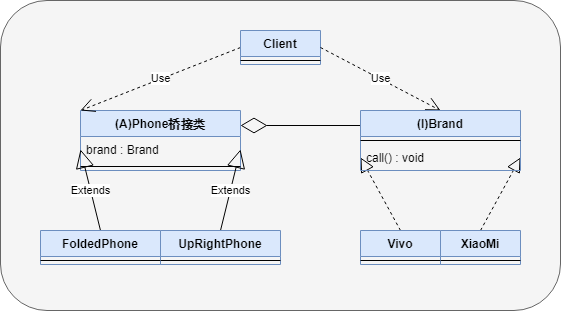 Client
Use
Use
(A)Phone桥接类
(I)Brand
brand : Brand
call() : void
Extends
Extends
FoldedPhone
UpRightPhone
Vivo
XiaoMi